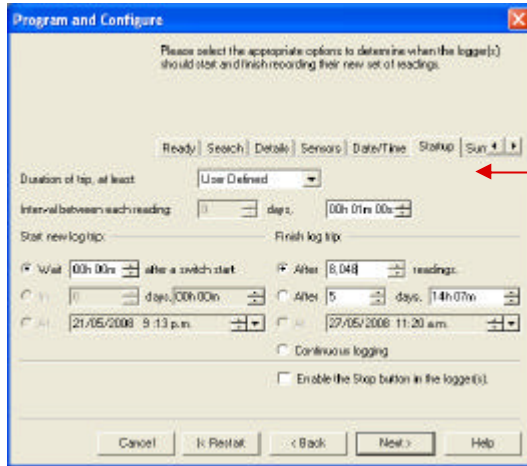 Program and Configure
Please select the appropriate options to determine when the logger(s)
should start and finish recording their new set of readings.
Ready Search Details Sensors Date/Time Startup Sum
Duration of trip, at least: User Defined
Interval between each reading: 0 days, 00h 01m 00s
Start new log trip: Finish log trip:
Wait 00h 00m after a switch start After 8,048 readings.
In 0 days, 00h 00m After 5 days, 14h 07m
At 21/05/2008 9:13 p.m. At 27/05/2008 11:20 a.m.
Continuous logging
Enable the Stop button in the logger(s).
Cancel Restart < Back Next > Help